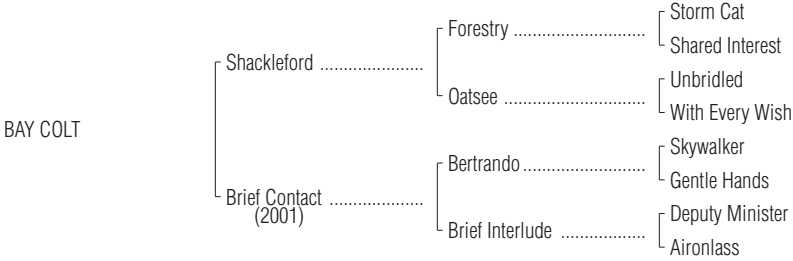 Storm Cat
Forestry ........................
Shared Interest
Shackleford ......................
Unbridled
Oatsee ..........................
With Every Wish
BAY COLT
Skywalker
Bertrando ......................
Gentle Hands
Brief Contact ....................
(2001)
Deputy Minister
Brief Interlude ..................
Aironlass